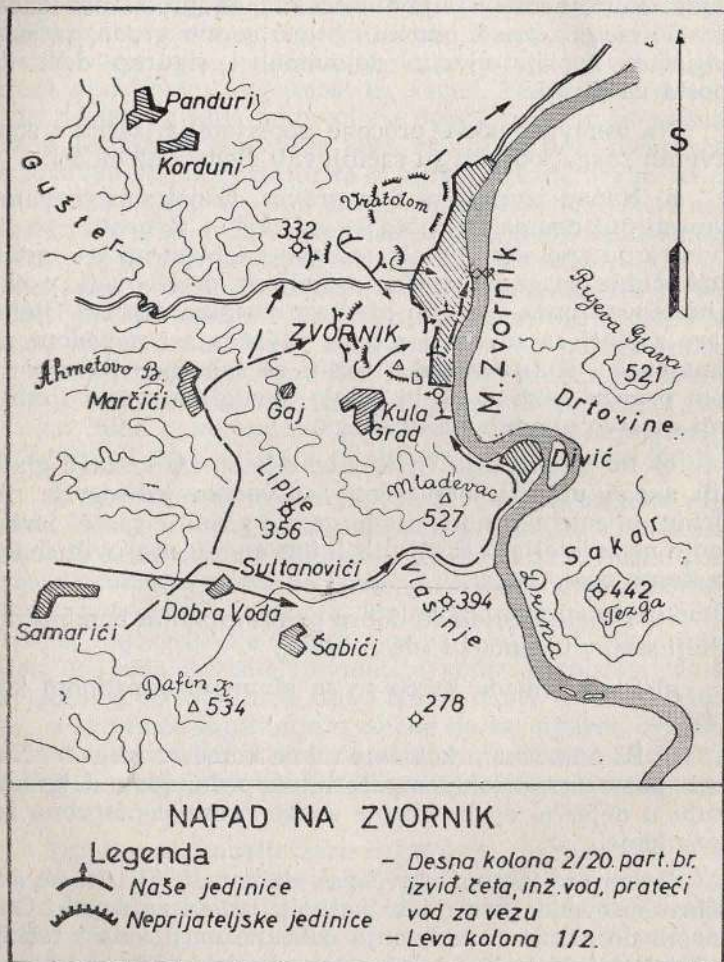 Panduri
Korduni
Gušter
Vratolom
S
332
ZVORNIK
M. Zvornik
Rujeva Glava
521
Ahmetovo B.
Marčići
Gaj
Kula
Grad
Drtovine
Divić
Liplje
356
Mlađevac
527
Sakar
Sultanovići
Vlašinje
394
Drina
442
Tezga
Samarići
Dobra Voda
Šabići
Dafin K
534
278
NAPAD NA ZVORNIK
Legenda
Naše jedinice
Neprijateljske jedinice
– Desna kolona 2/20. part. br.
izviđ. četa, inž. vod, prateći
vod za vezu
– Leva kolona 1/2.